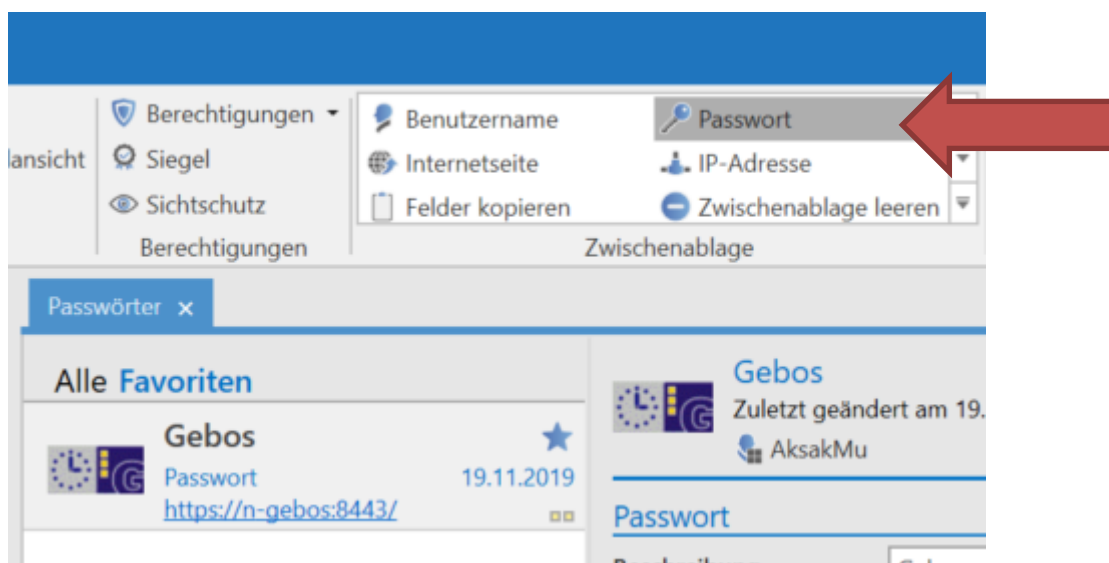 Berechtigungen
Benutzername
Passwort
ansicht
Siegel
Internetseite
IP-Adresse
Sichtschutz
Felder kopieren
Zwischenablage leeren
Berechtigungen
Zwischenablage
Passwörter x
Alle Favoriten
Gebos
Passwort 19.11.2019
https://n-gebos:8443/
Gebos
Zuletzt geändert am 19.
AksakMu
Passwort